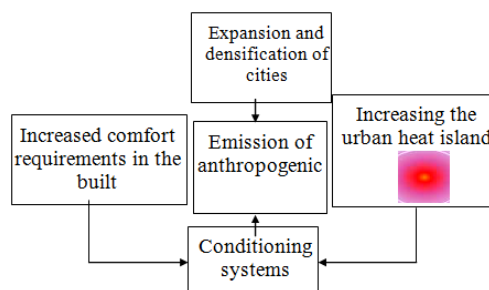 Expansion and
densification of
cities
Increased comfort
requirements in the
built
Emission of
anthropogenic
Increasing the
urban heat island
Conditioning
systems